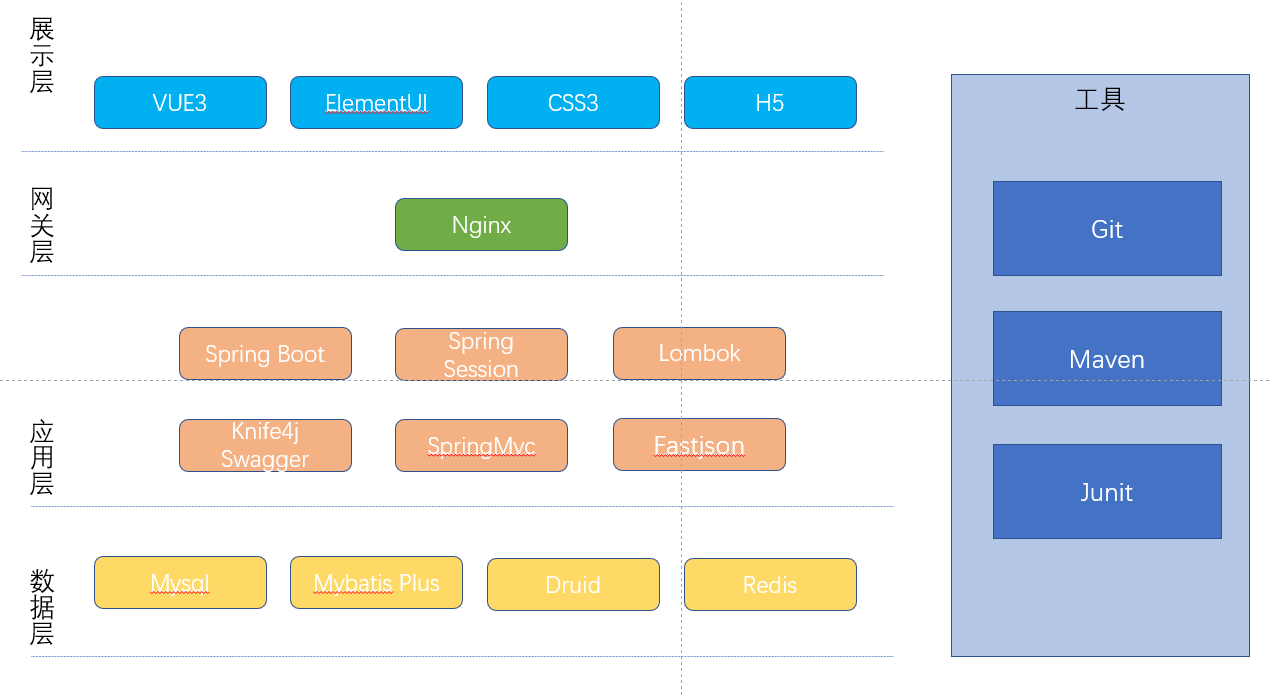 展示层
VUE3
ElementUI
CSS3
H5
网关层
Nginx
应用层
Spring Boot
Spring
Session
Lombok
Knife4j
Swagger
SpringMvc
Fastjson
数据层
Mysql
Mybatis Plus
Druid
Redis
工具
Git
Maven
Junit